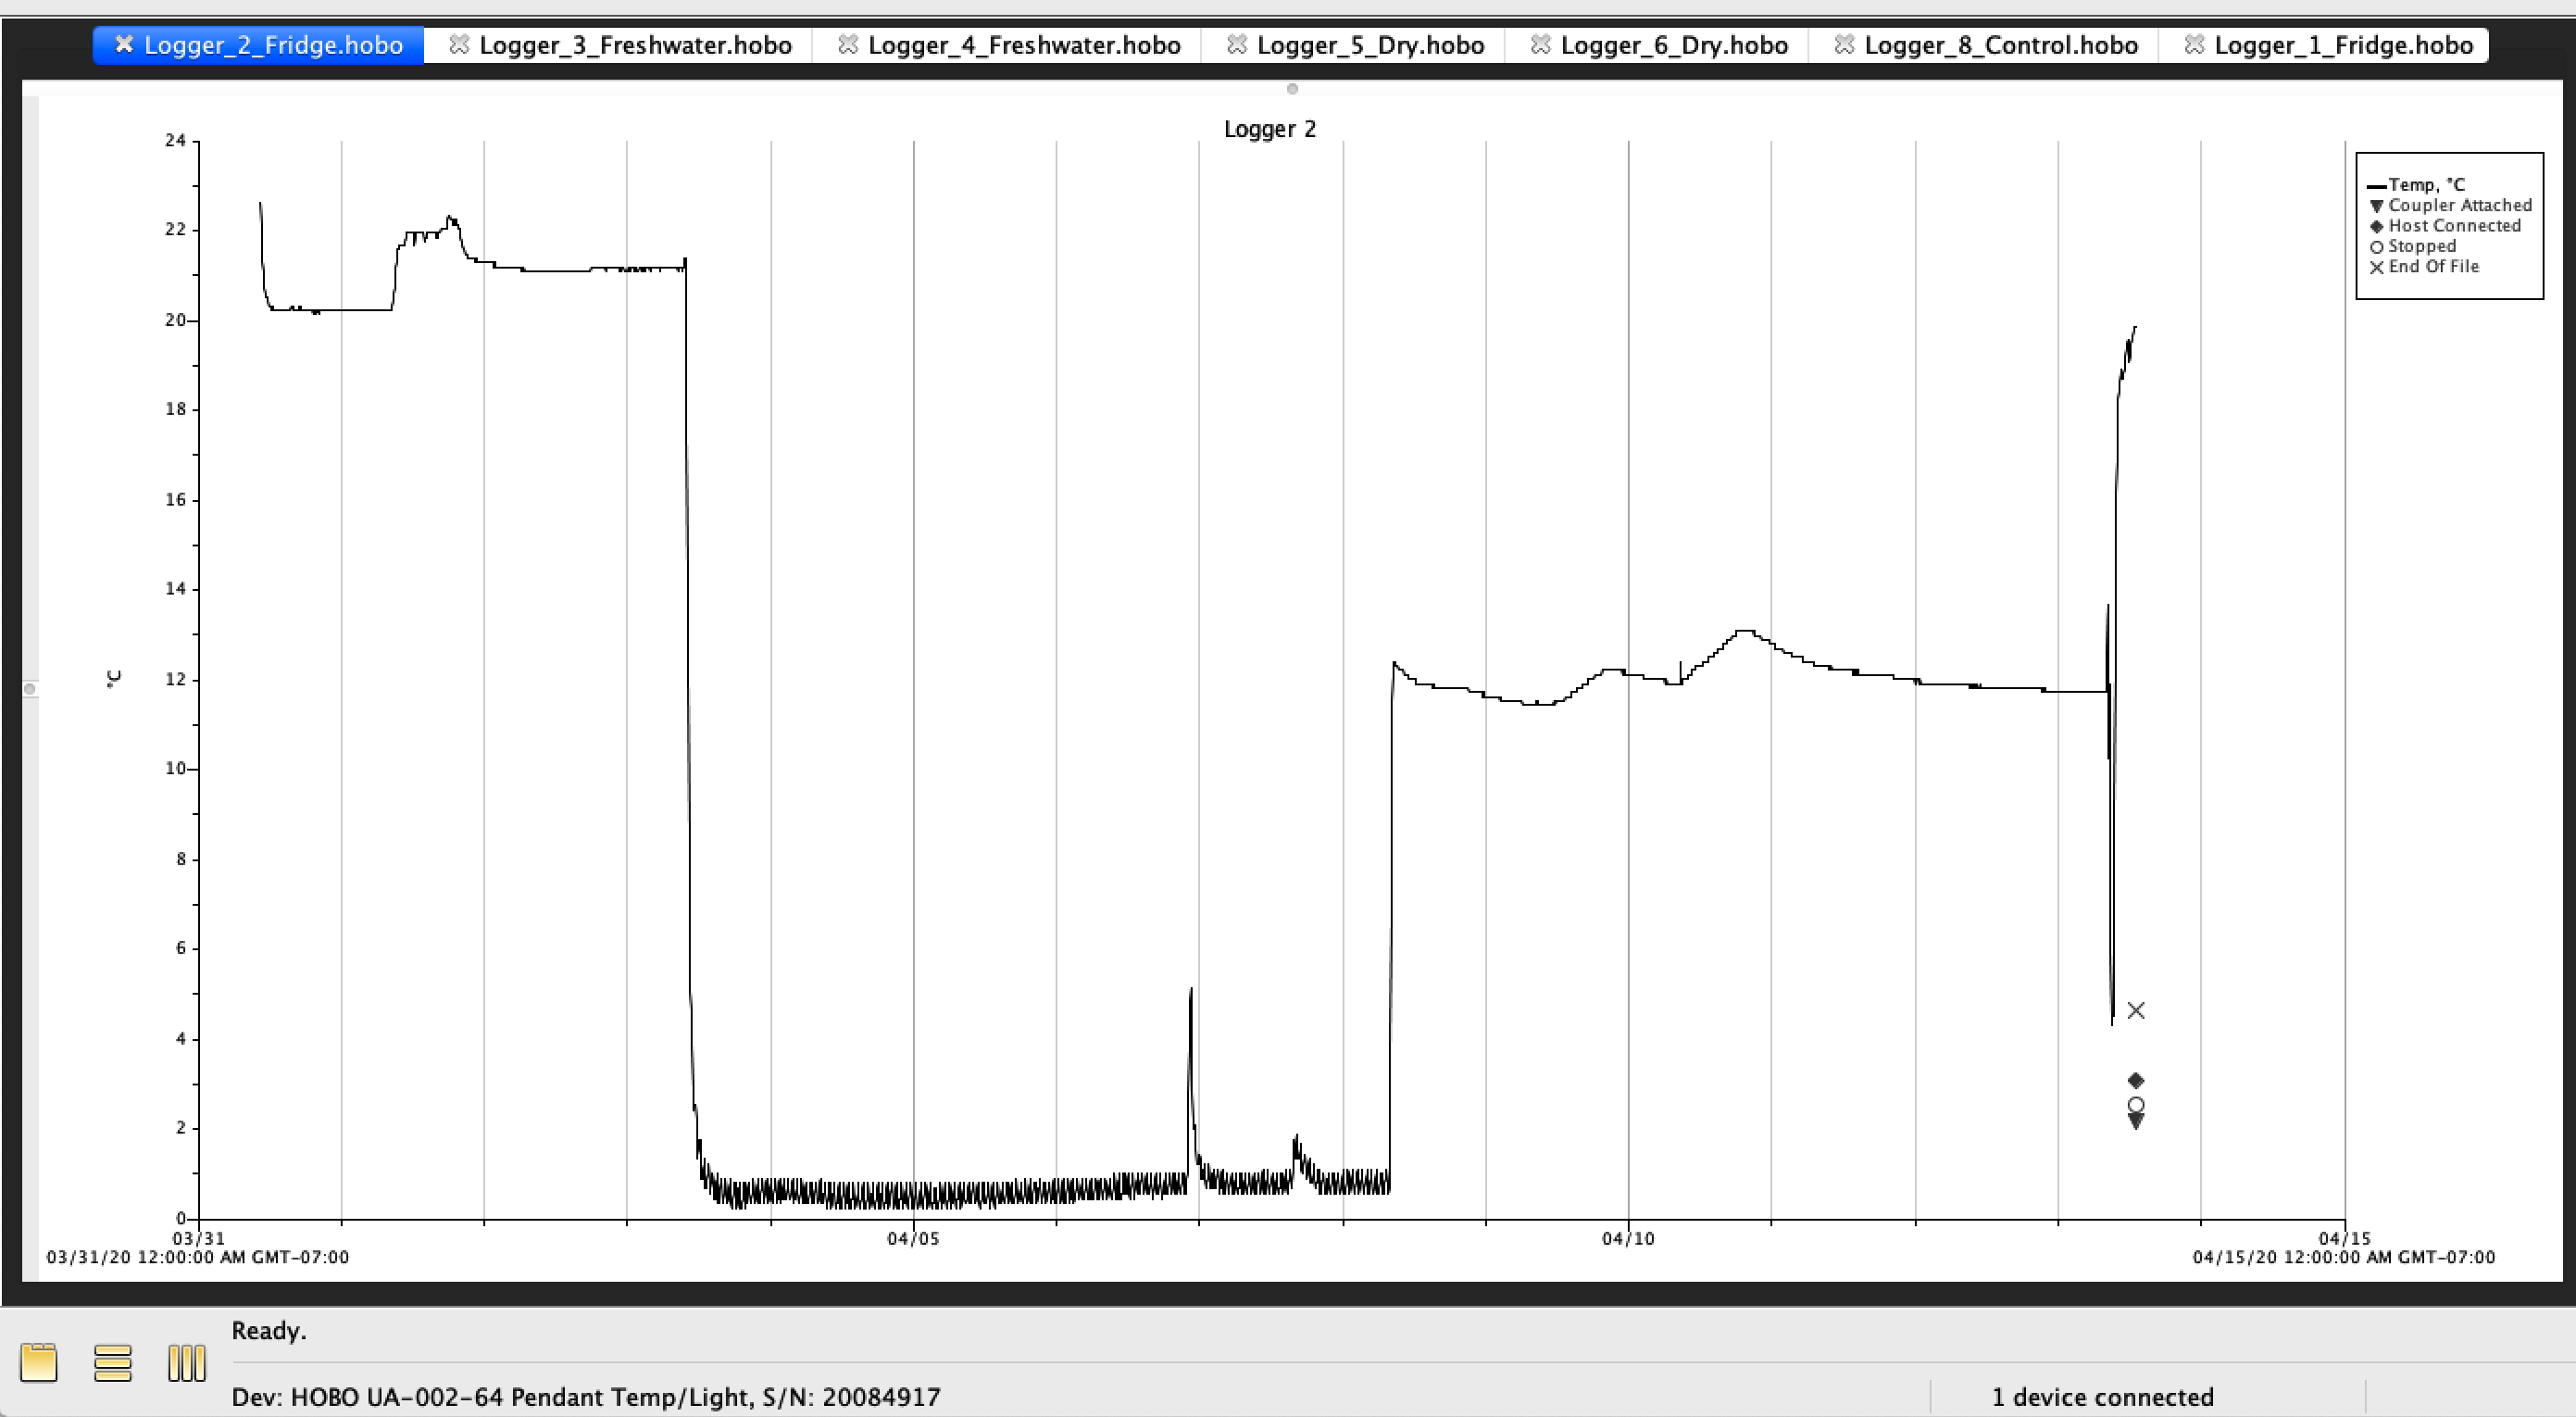 Logger_2_Fridge.hobo Logger_3_Freshwater.hobo Logger_4_Freshwater.hobo Logger_5_Dry.hobo Logger_6_Dry.hobo Logger_8_Control.hobo Logger_1_Fridge.hobo
Logger 2
24
22
20
18
16
14
12
10
8
6
4
2
0
°C
Temp, °C
Coupler Attached
Host Connected
Stopped
End Of File
03/31 04/05 04/10 04/15
03/31/20 12:00:00 AM GMT-07:00 04/15/20 12:00:00 AM GMT-07:00
Ready.
Dev: HOBO UA-002-64 Pendant Temp/Light, S/N: 20084917 1 device connected